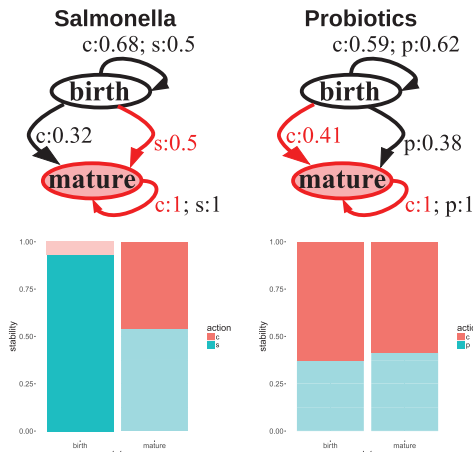 Salmonella
c:0.68; s:0.5
birth
c:0.32
s:0.5
mature
c:1; s:1
1.00
0.75
0.50
0.25
0.00
stability
birth
mature
action
c
s
Probiotics
c:0.59; p:0.62
birth
c:0.41
p:0.38
mature
c:1; p:1
1.00
0.75
0.50
0.25
0.00
stability
birth
mature
actio
c
p